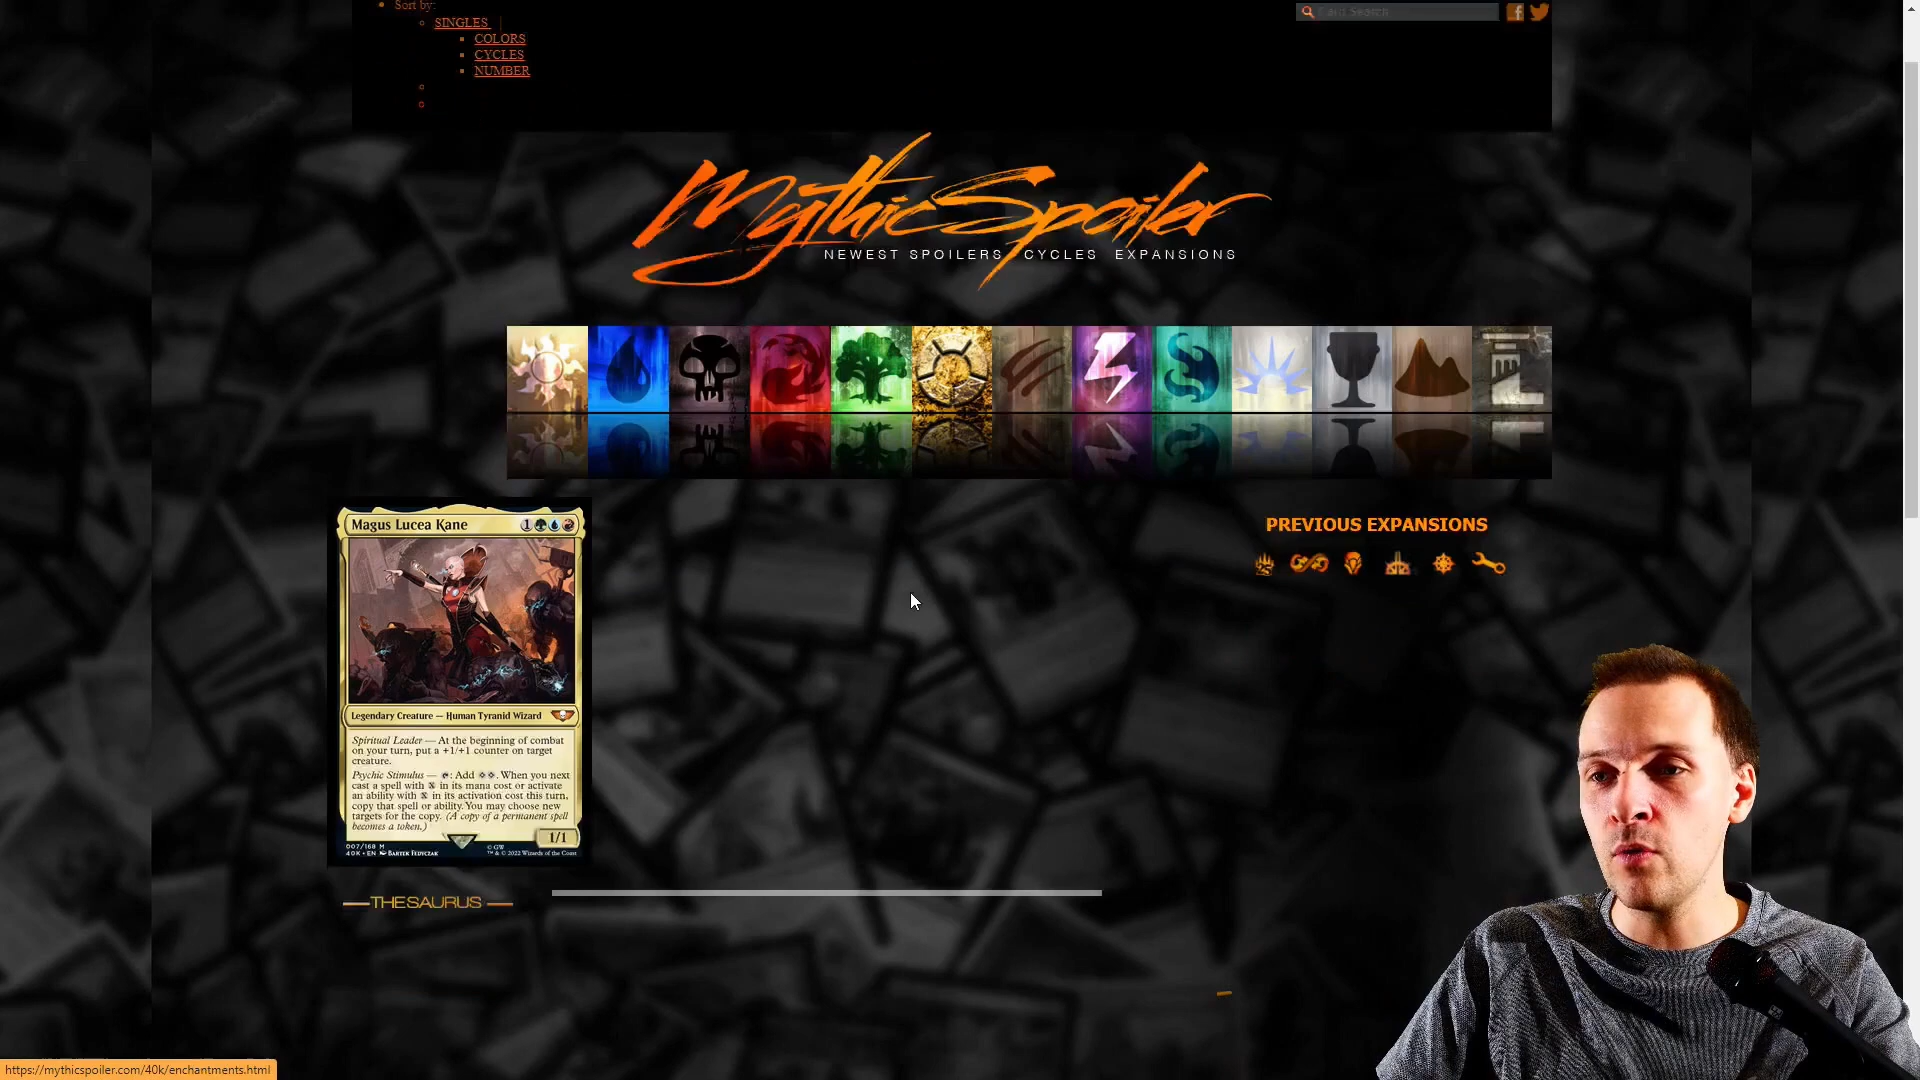 Sort by:
SINGLES |
COLORS
CYCLES
NUMBER
Card Search
MythicSpoiler
NEWEST SPOILERS CYCLES EXPANSIONS
Magus Lucea Kane 1
Legendary Creature — Human Tyranid Wizard
Spiritual Leader — At the beginning of combat
on your turn, put a +1/+1 counter on target
creature.
Psychic Stimulus — : Add . When you next
cast a spell with X in its mana cost or activate
an ability with X in its activation cost this turn,
copy that spell or ability. You may choose new
targets for the copy. (A copy of a permanent spell
becomes a token.)
1/1
007/168 M
40K • EN Bartek Fedyczak
© GW
™ & © 2022 Wizards of the Coast
PREVIOUS EXPANSIONS
THESAURUS
https://mythicspoiler.com/40k/enchantments.html